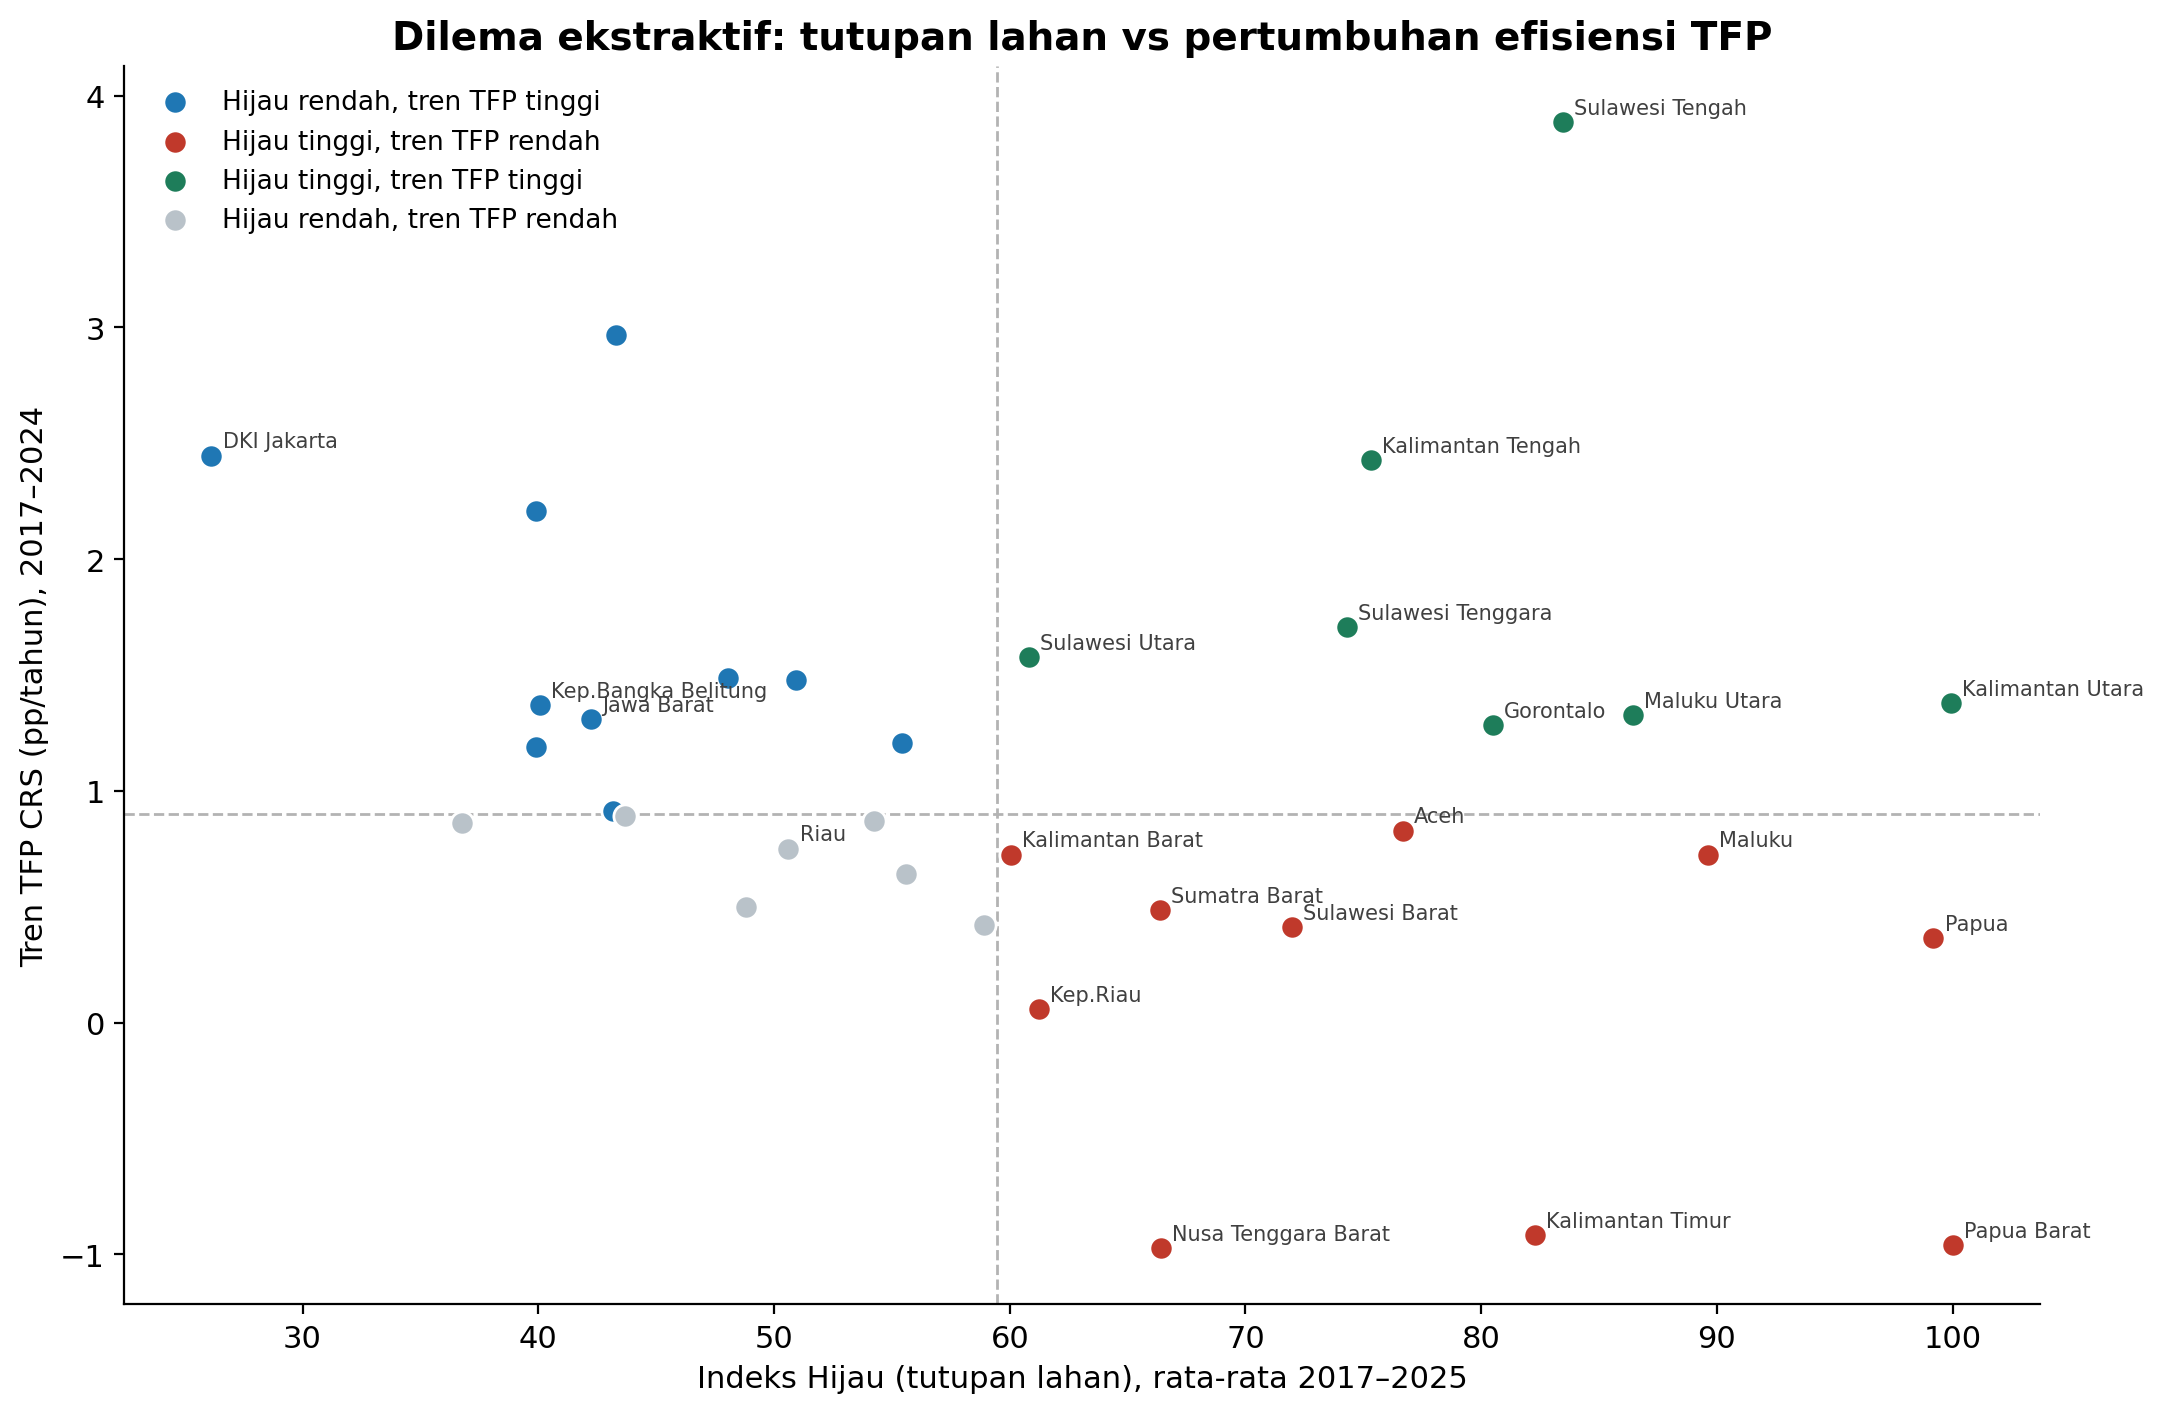 Dilema ekstraktif: tutupan lahan vs pertumbuhan efisiensi TFP
Hijau rendah, tren TFP tinggi
Hijau tinggi, tren TFP rendah
Hijau tinggi, tren TFP tinggi
Hijau rendah, tren TFP rendah
Tren TFP CRS (pp/tahun), 2017–2024
4
3
2
1
0
−1
Sulawesi Tengah
DKI Jakarta
Kalimantan Tengah
Sulawesi Tenggara
Sulawesi Utara
Kep.Bangka Belitung
Jawa Barat
Kalimantan Utara
Maluku Utara
Gorontalo
Aceh
Riau
Kalimantan Barat
Maluku
Sumatra Barat
Sulawesi Barat
Papua
Kep.Riau
Nusa Tenggara Barat
Kalimantan Timur
Papua Barat
30 40 50 60 70 80 90 100
Indeks Hijau (tutupan lahan), rata-rata 2017–2025